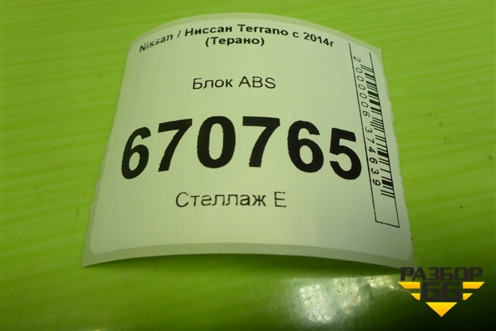 Nissan / Ниссан Terrano с 2014г
(Терано)
Блок ABS
670765
Стеллаж Е
2000006374639
РАЗБОР
66